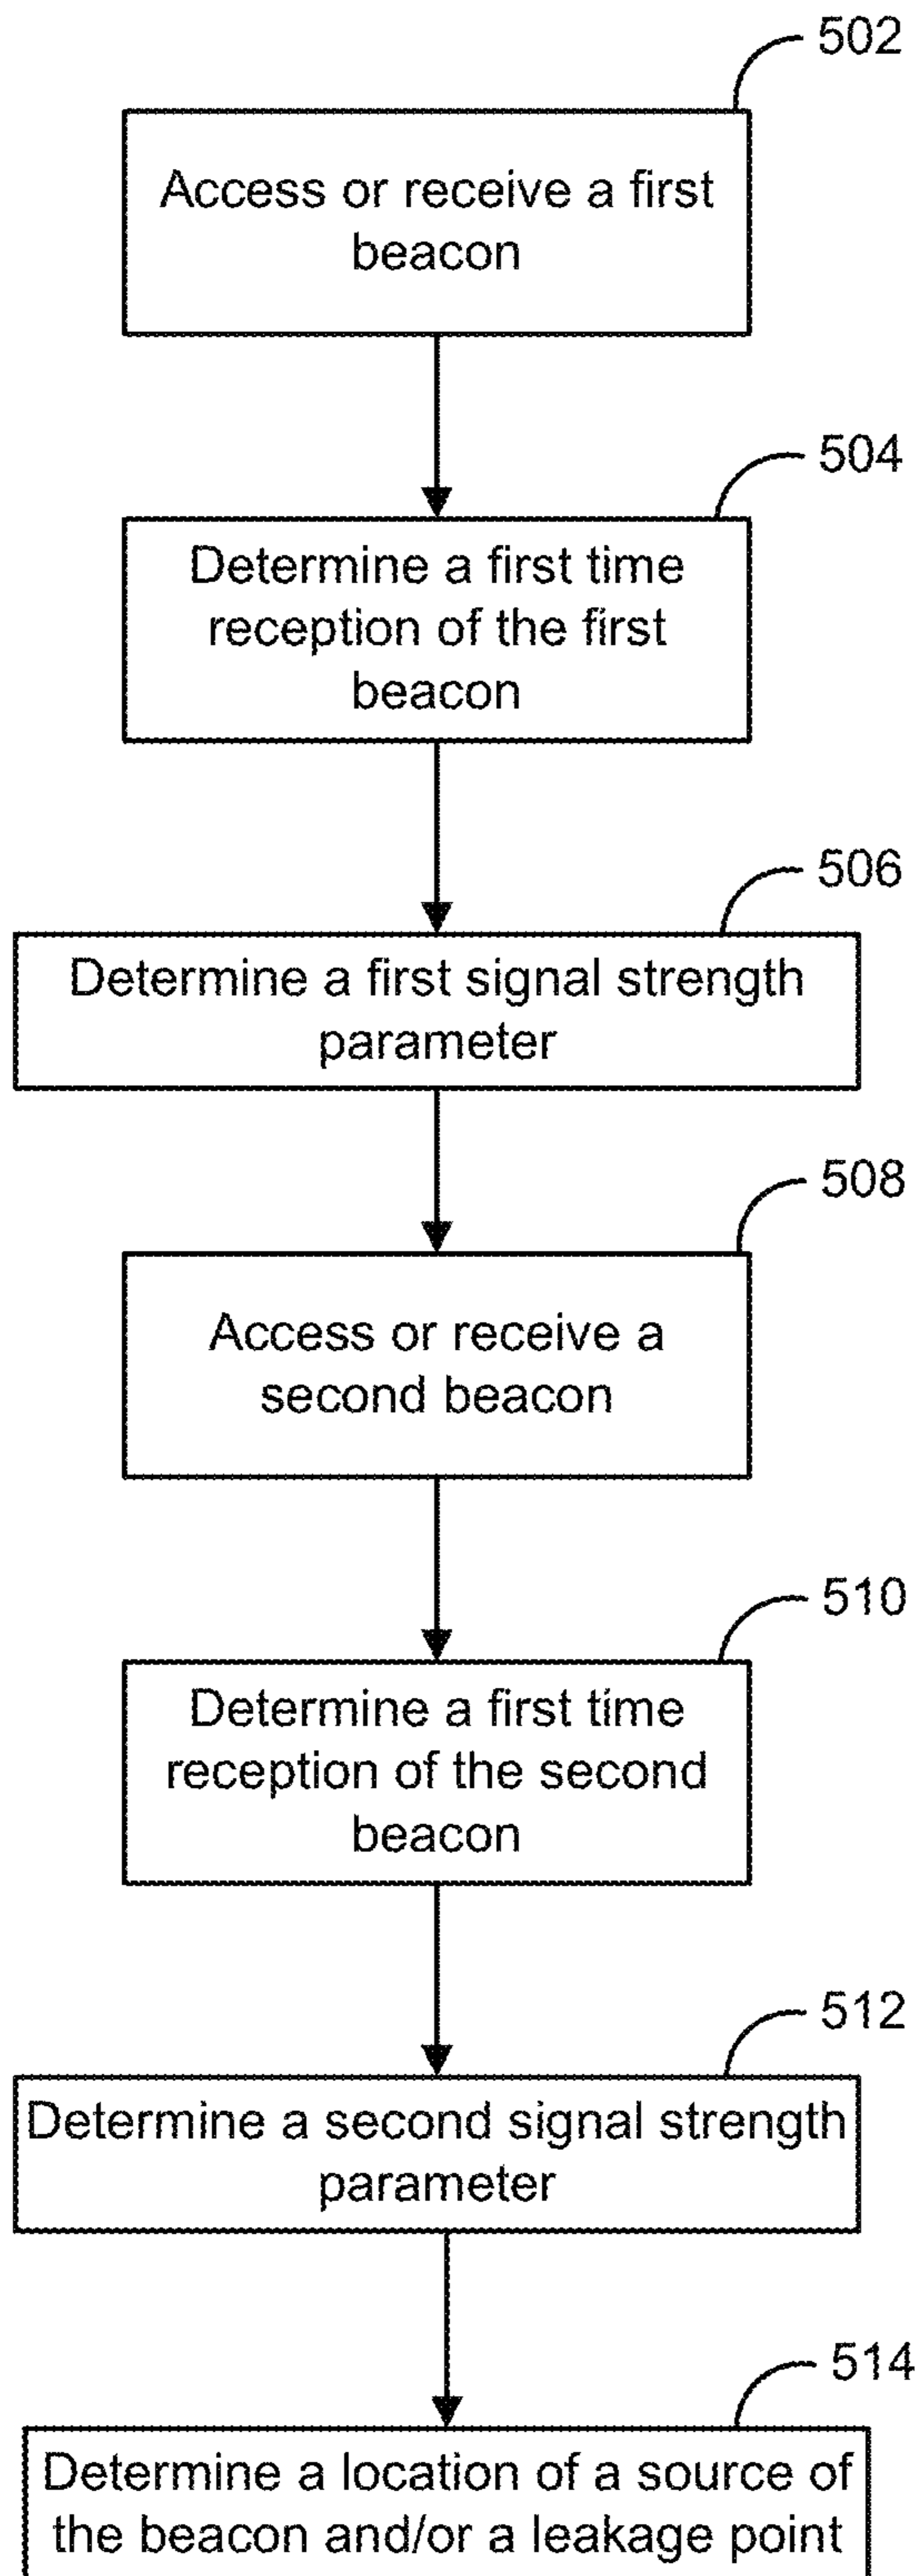 502
Access or receive a first
beacon
504
Determine a first time
reception of the first
beacon
506
Determine a first signal strength
parameter
508
Access or receive a
second beacon
510
Determine a first time
reception of the second
beacon
512
Determine a second signal strength
parameter
514
Determine a location of a source of
the beacon and/or a leakage point